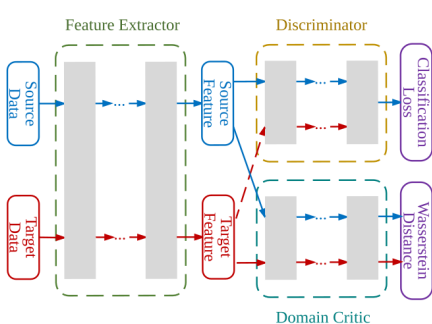 Feature Extractor
Discriminator
Source
Data
...
...
Source
Feature
...
...
Classification
Loss
Target
Data
...
Target
Feature
...
...
Wasserstein
Distance
Domain Critic